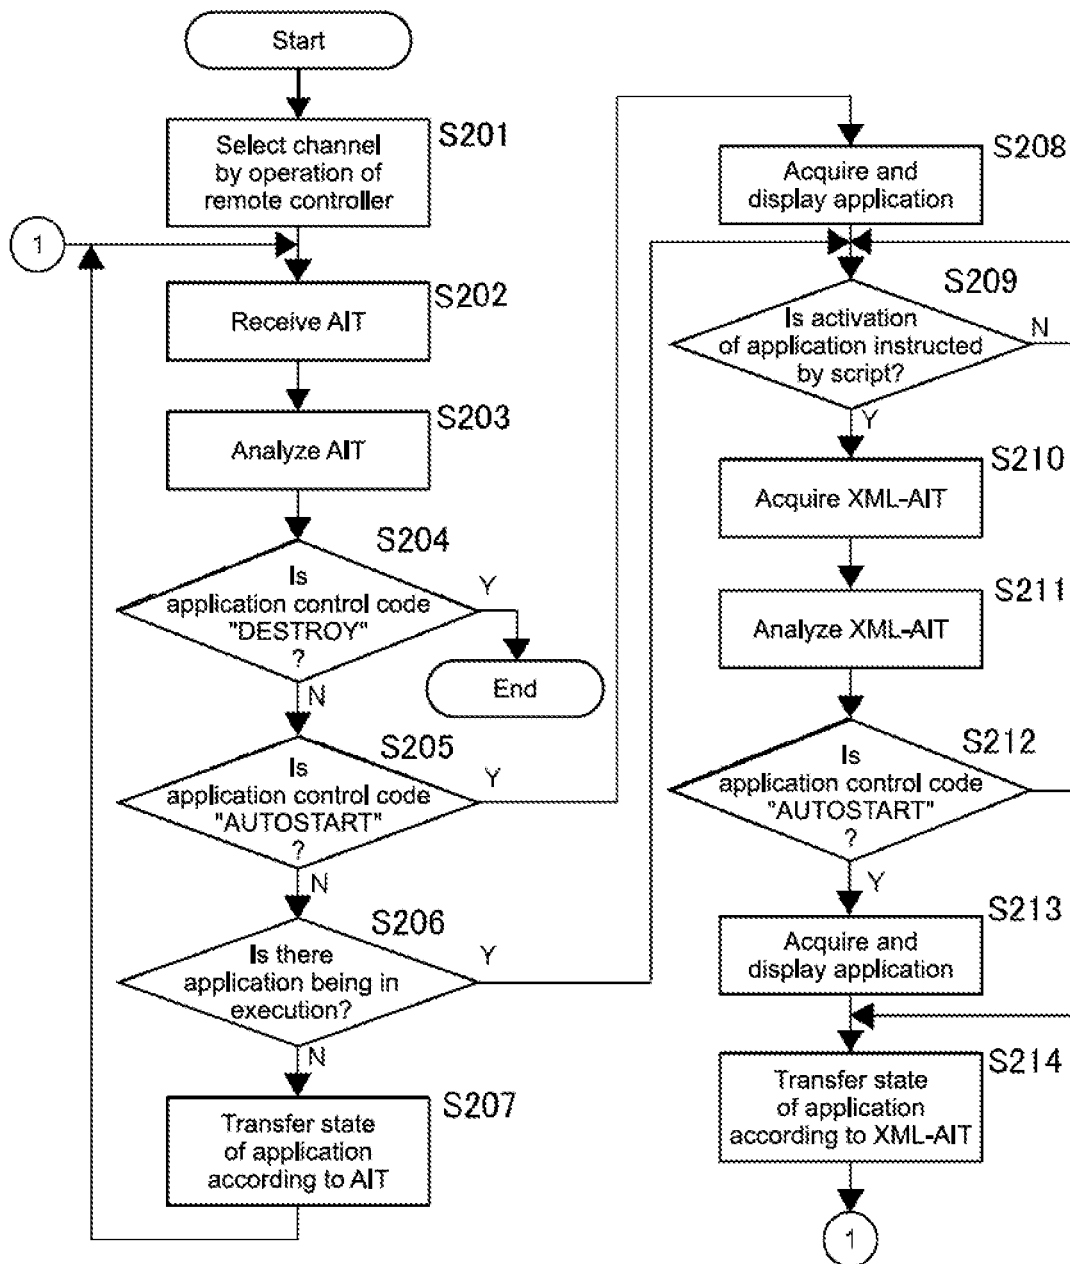 Start
S201
Select channel
by operation of
remote controller
1
S202
Receive AIT
S203
Analyze AIT
S204
Is
application control code
"DESTROY"
?
Y
N
End
S205
Is
application control code
"AUTOSTART"
?
Y
N
S206
Is there
application being in
execution?
Y
N
S207
Transfer state
of application
according to AIT
S208
Acquire and
display application
S209
Is activation
of application instructed
by script?
N
Y
S210
Acquire XML-AIT
S211
Analyze XML-AIT
S212
Is
application control code
"AUTOSTART"
?
Y
S213
Acquire and
display application
S214
Transfer state
of application
according to XML-AIT
1